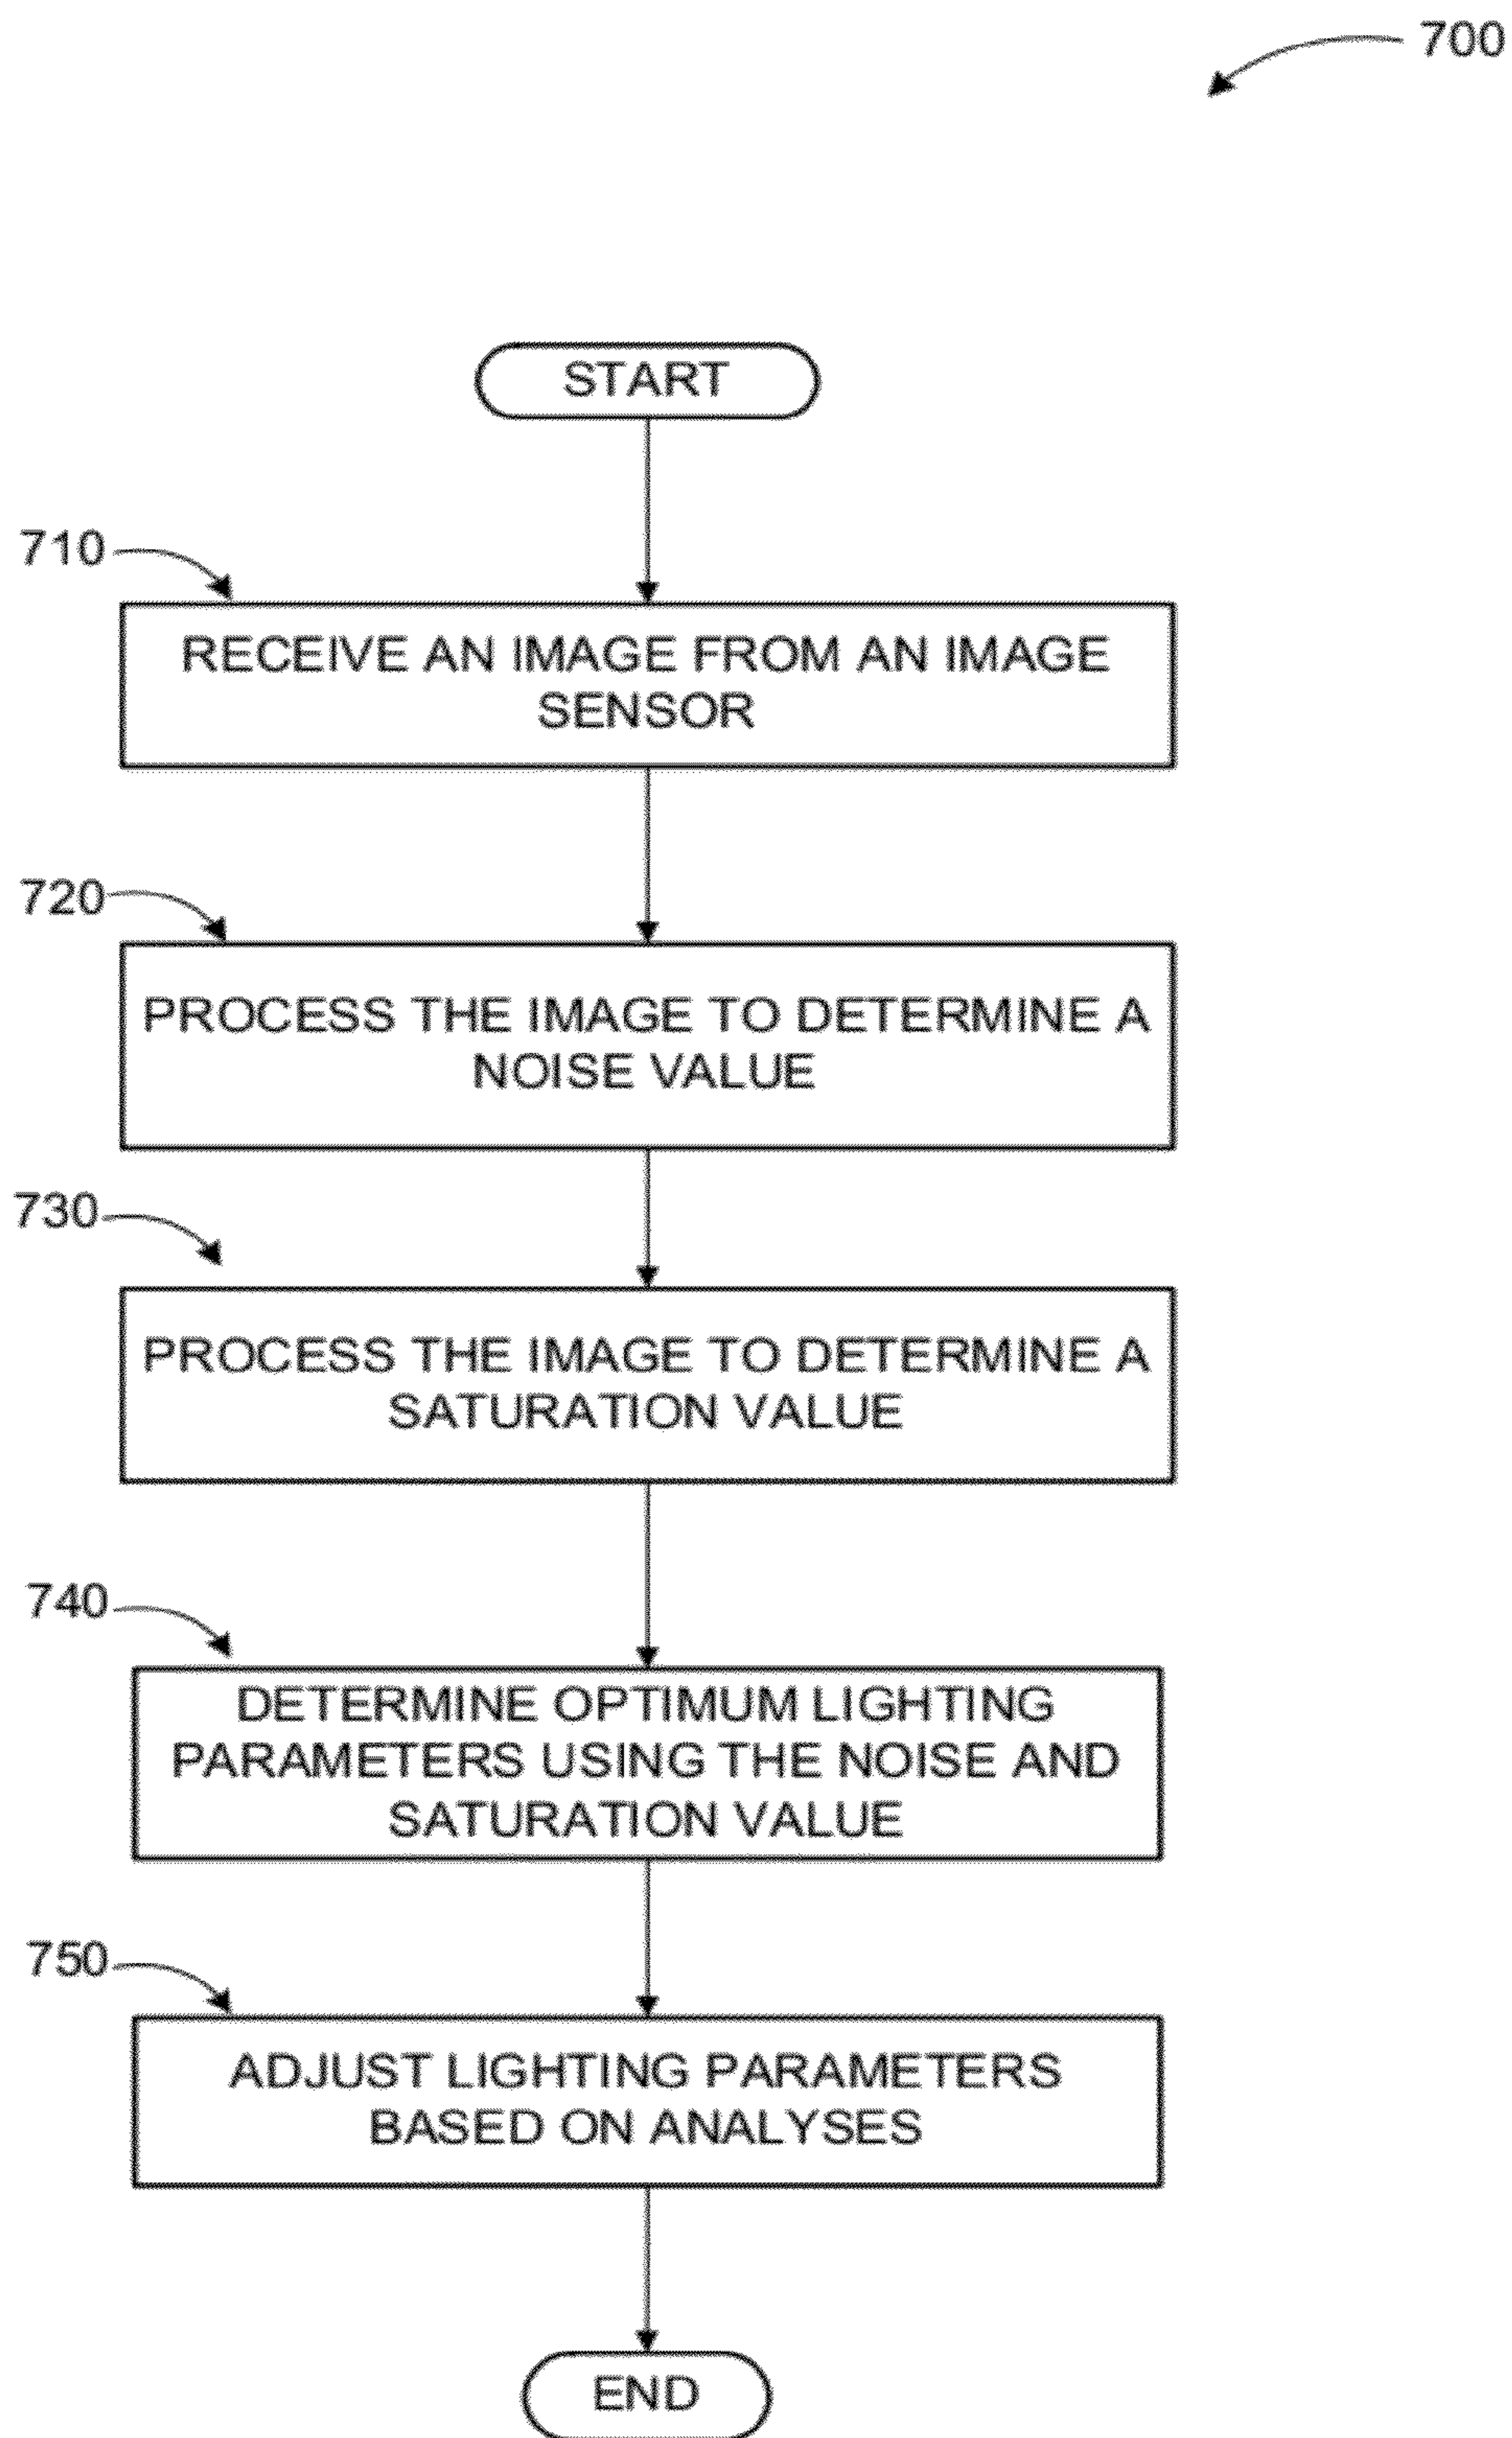 700
START
710
RECEIVE AN IMAGE FROM AN IMAGE
SENSOR
720
PROCESS THE IMAGE TO DETERMINE A
NOISE VALUE
730
PROCESS THE IMAGE TO DETERMINE A
SATURATION VALUE
740
DETERMINE OPTIMUM LIGHTING
PARAMETERS USING THE NOISE AND
SATURATION VALUE
750
ADJUST LIGHTING PARAMETERS
BASED ON ANALYSES
END